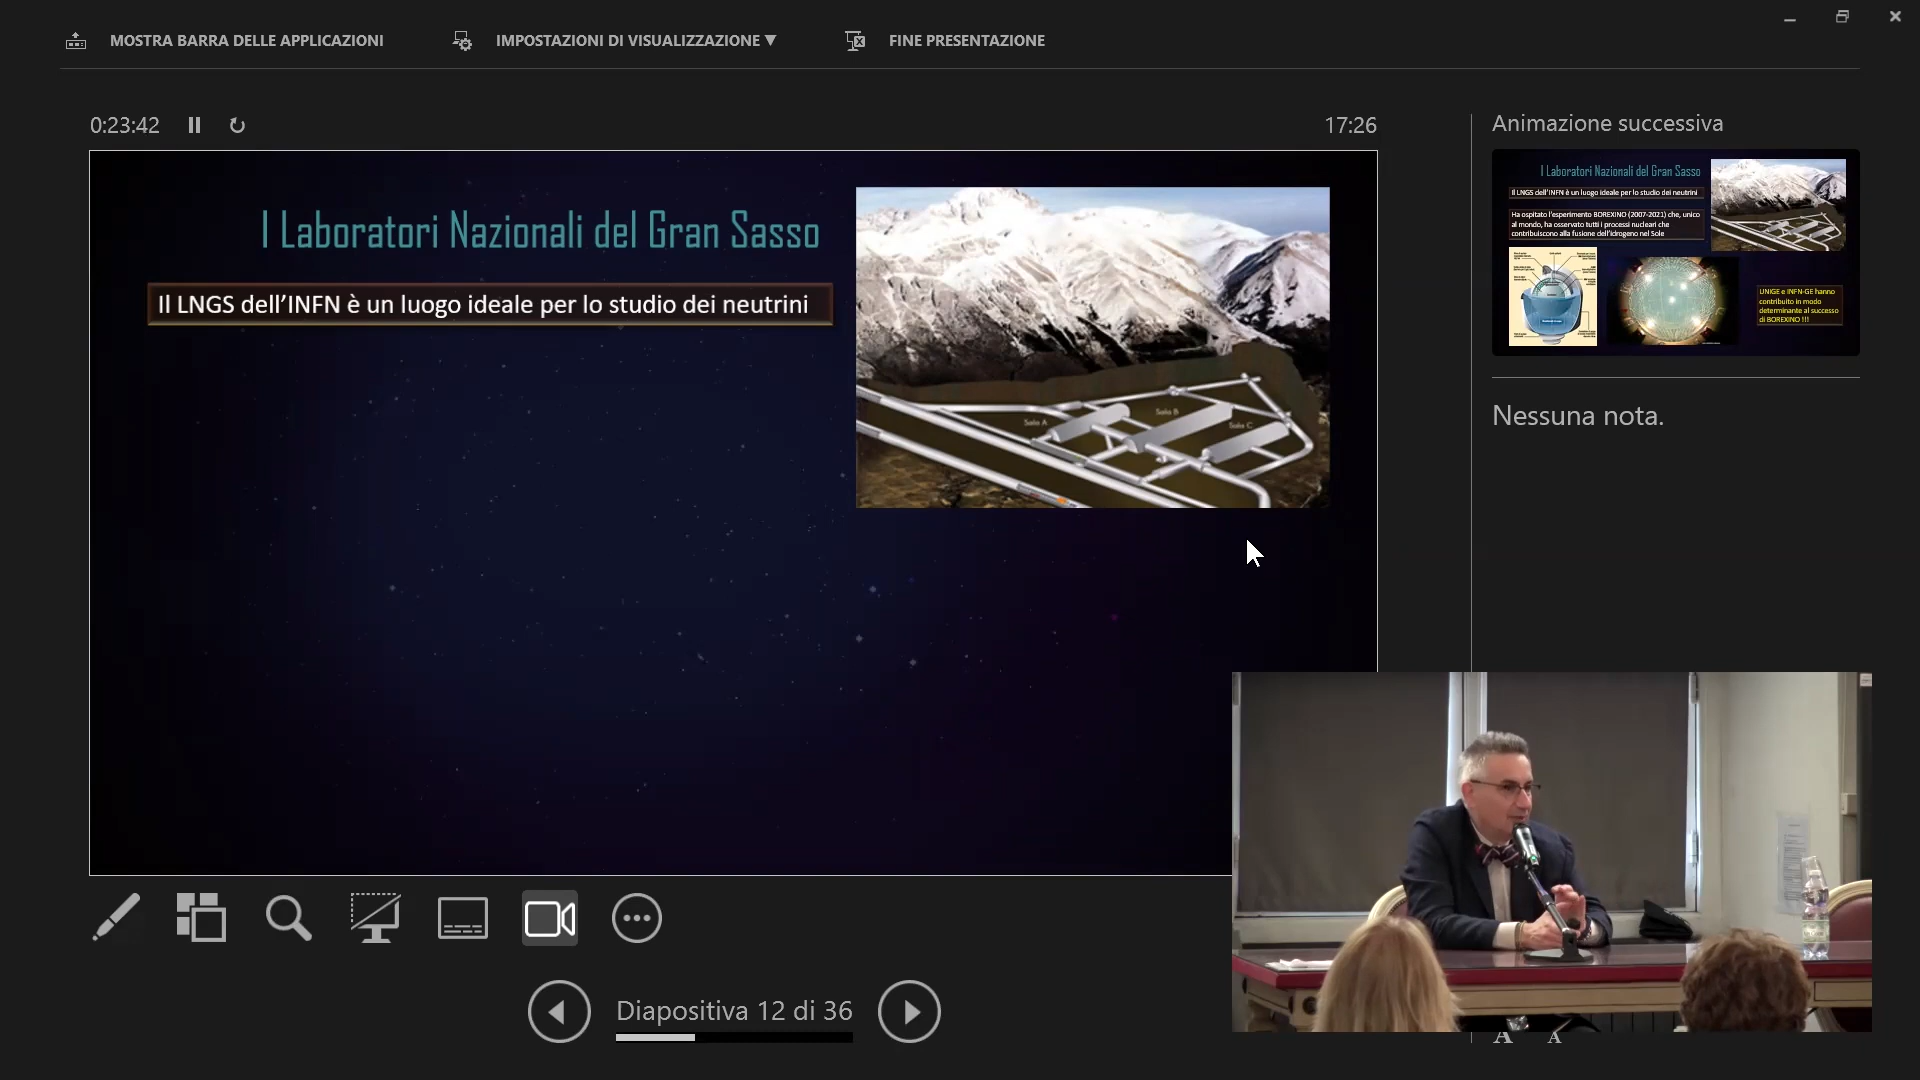 MOSTRA BARRA DELLE APPLICAZIONI
IMPOSTAZIONI DI VISUALIZZAZIONE ▼
FINE PRESENTAZIONE
0:23:42
17:26
I Laboratori Nazionali del Gran Sasso
Il LNGS dell'INFN è un luogo ideale per lo studio dei neutrini
Sala A
Sala B
Sala C
Animazione successiva
I Laboratori Nazionali del Gran Sasso
Il LNGS dell'INFN è un luogo ideale per lo studio dei neutrini
Ha ospitato l'esperimento BOREXINO (2007-2021) che, unico
al mondo, ha osservato tutti i processi nucleari che
contribuiscono alla fusione dell'idrogeno nel Sole
UNIGE e INFN-GE hanno
contribuito in modo
determinante al successo
di BOREXINO !!!
Nessuna nota.
Diapositiva 12 di 36
A A